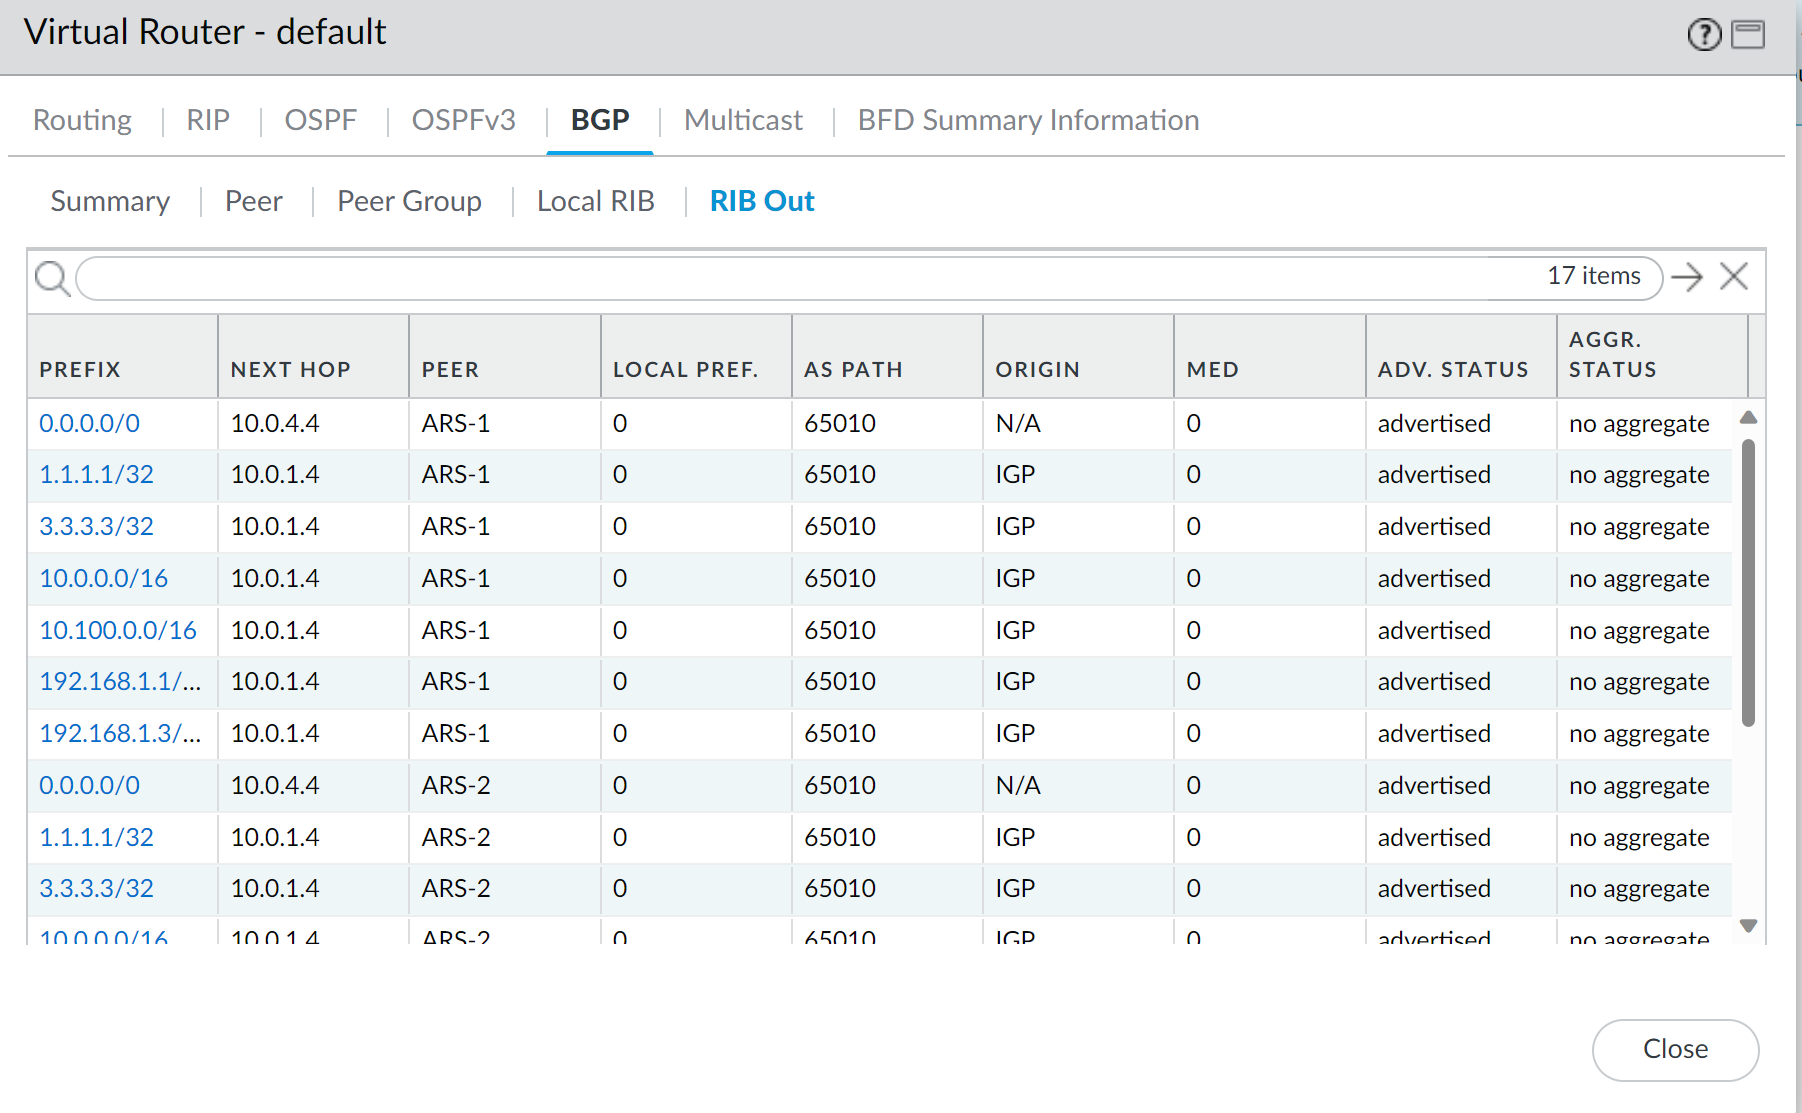 Virtual Router - default
Routing RIP OSPF OSPFv3 BGP Multicast BFD Summary Information
Summary Peer Peer Group Local RIB RIB Out
17 items
PREFIX NEXT HOP PEER LOCAL PREF. AS PATH ORIGIN MED ADV. STATUS AGGR. STATUS
0.0.0.0/0 10.0.4.4 ARS-1 0 65010 N/A 0 advertised no aggregate
1.1.1.1/32 10.0.1.4 ARS-1 0 65010 IGP 0 advertised no aggregate
3.3.3.3/32 10.0.1.4 ARS-1 0 65010 IGP 0 advertised no aggregate
10.0.0.0/16 10.0.1.4 ARS-1 0 65010 IGP 0 advertised no aggregate
10.100.0.0/16 10.0.1.4 ARS-1 0 65010 IGP 0 advertised no aggregate
192.168.1.1/... 10.0.1.4 ARS-1 0 65010 IGP 0 advertised no aggregate
192.168.1.3/... 10.0.1.4 ARS-1 0 65010 IGP 0 advertised no aggregate
0.0.0.0/0 10.0.4.4 ARS-2 0 65010 N/A 0 advertised no aggregate
1.1.1.1/32 10.0.1.4 ARS-2 0 65010 IGP 0 advertised no aggregate
3.3.3.3/32 10.0.1.4 ARS-2 0 65010 IGP 0 advertised no aggregate
10.0.0.0/16 10.0.1.4 ARS-2 0 65010 IGP 0 advertised no aggregate
Close